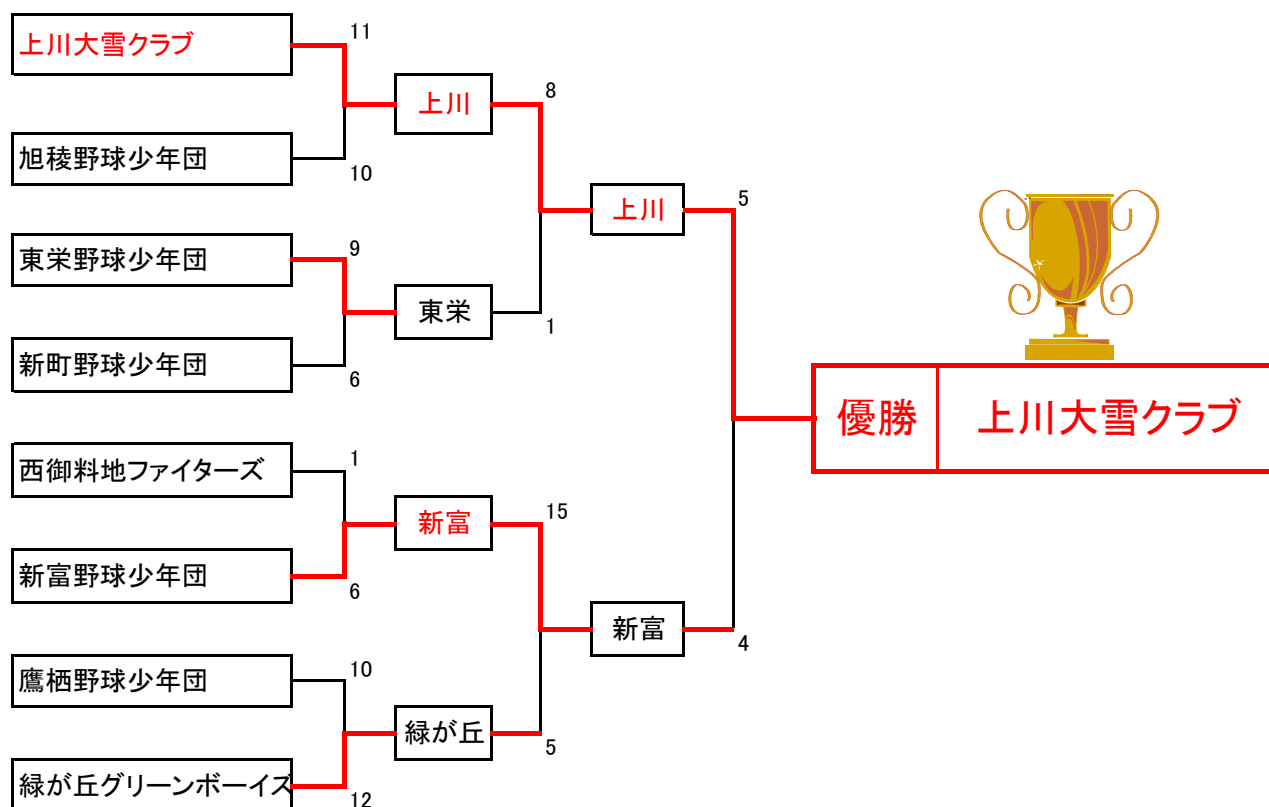 上川大雪クラブ
11
上川
8
旭稜野球少年団
10
上川
5
東栄野球少年団
9
東栄
1
新町野球少年団
6
優勝
上川大雪クラブ
西御料地ファイターズ
1
新富
15
新富野球少年団
6
新富
4
鷹栖野球少年団
10
緑が丘
5
緑が丘グリーンボーイズ
12